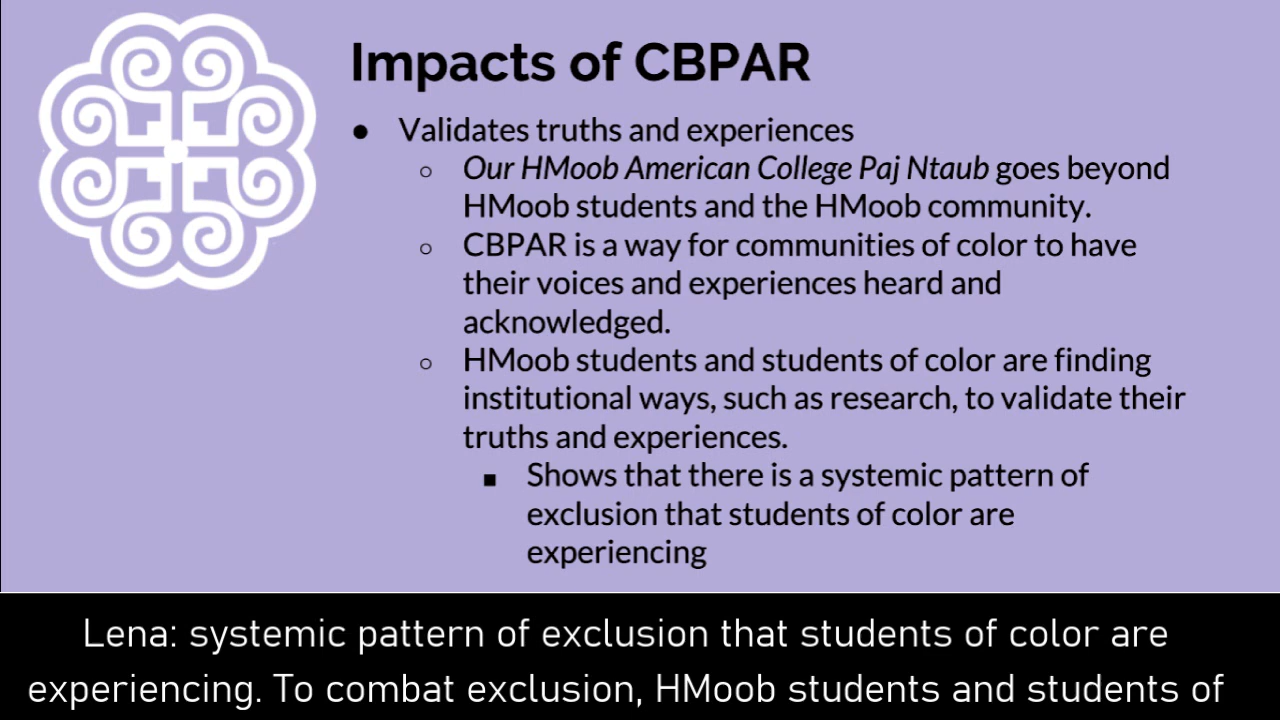 Impacts of CBPAR
● Validates truths and experiences
○ Our HMoob American College Paj Ntaub goes beyond
HMoob students and the HMoob community.
○ CBPAR is a way for communities of color to have
their voices and experiences heard and
acknowledged.
○ HMoob students and students of color are finding
institutional ways, such as research, to validate their
truths and experiences.
■ Shows that there is a systemic pattern of
exclusion that students of color are
experiencing
Lena: systemic pattern of exclusion that students of color are
experiencing. To combat exclusion, HMoob students and students of